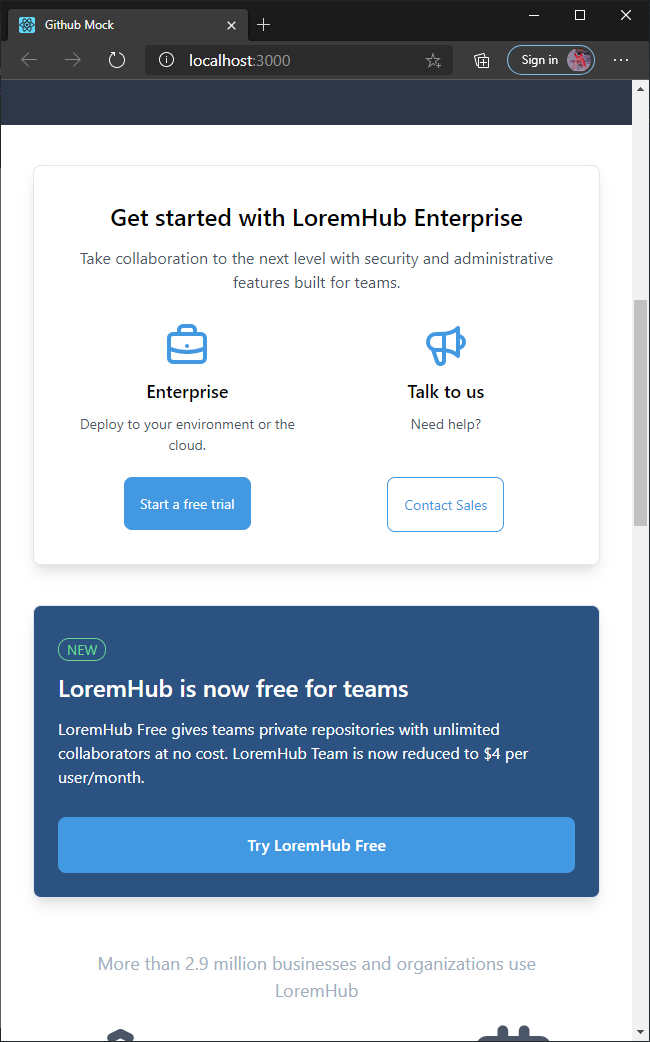 Github Mock
localhost:3000
Sign in
Get started with LoremHub Enterprise
Take collaboration to the next level with security and administrative
features built for teams.
Enterprise
Deploy to your environment or the
cloud.
Start a free trial
Talk to us
Need help?
Contact Sales
NEW
LoremHub is now free for teams
LoremHub Free gives teams private repositories with unlimited
collaborators at no cost. LoremHub Team is now reduced to $4 per
user/month.
Try LoremHub Free
More than 2.9 million businesses and organizations use
LoremHub